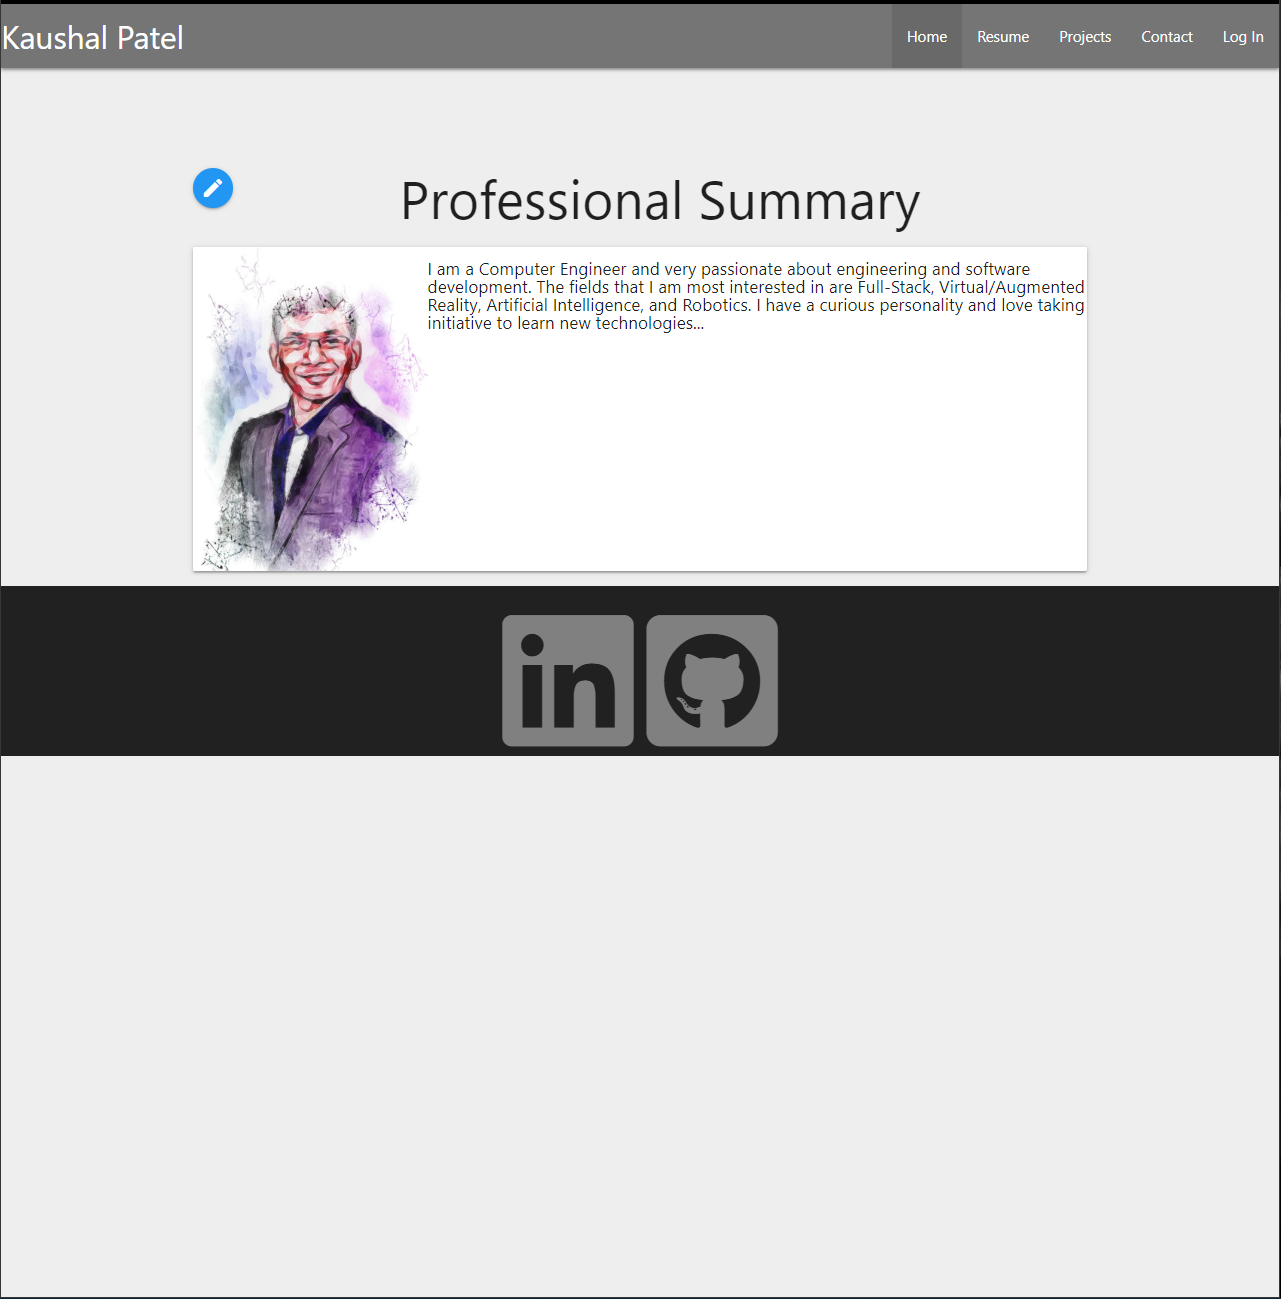 Kaushal Patel
Home Resume Projects Contact Log In
Professional Summary
I am a Computer Engineer and very passionate about engineering and software
development. The fields that I am most interested in are Full-Stack, Virtual/Augmented
Reality, Artificial Intelligence, and Robotics. I have a curious personality and love taking
initiative to learn new technologies...
in